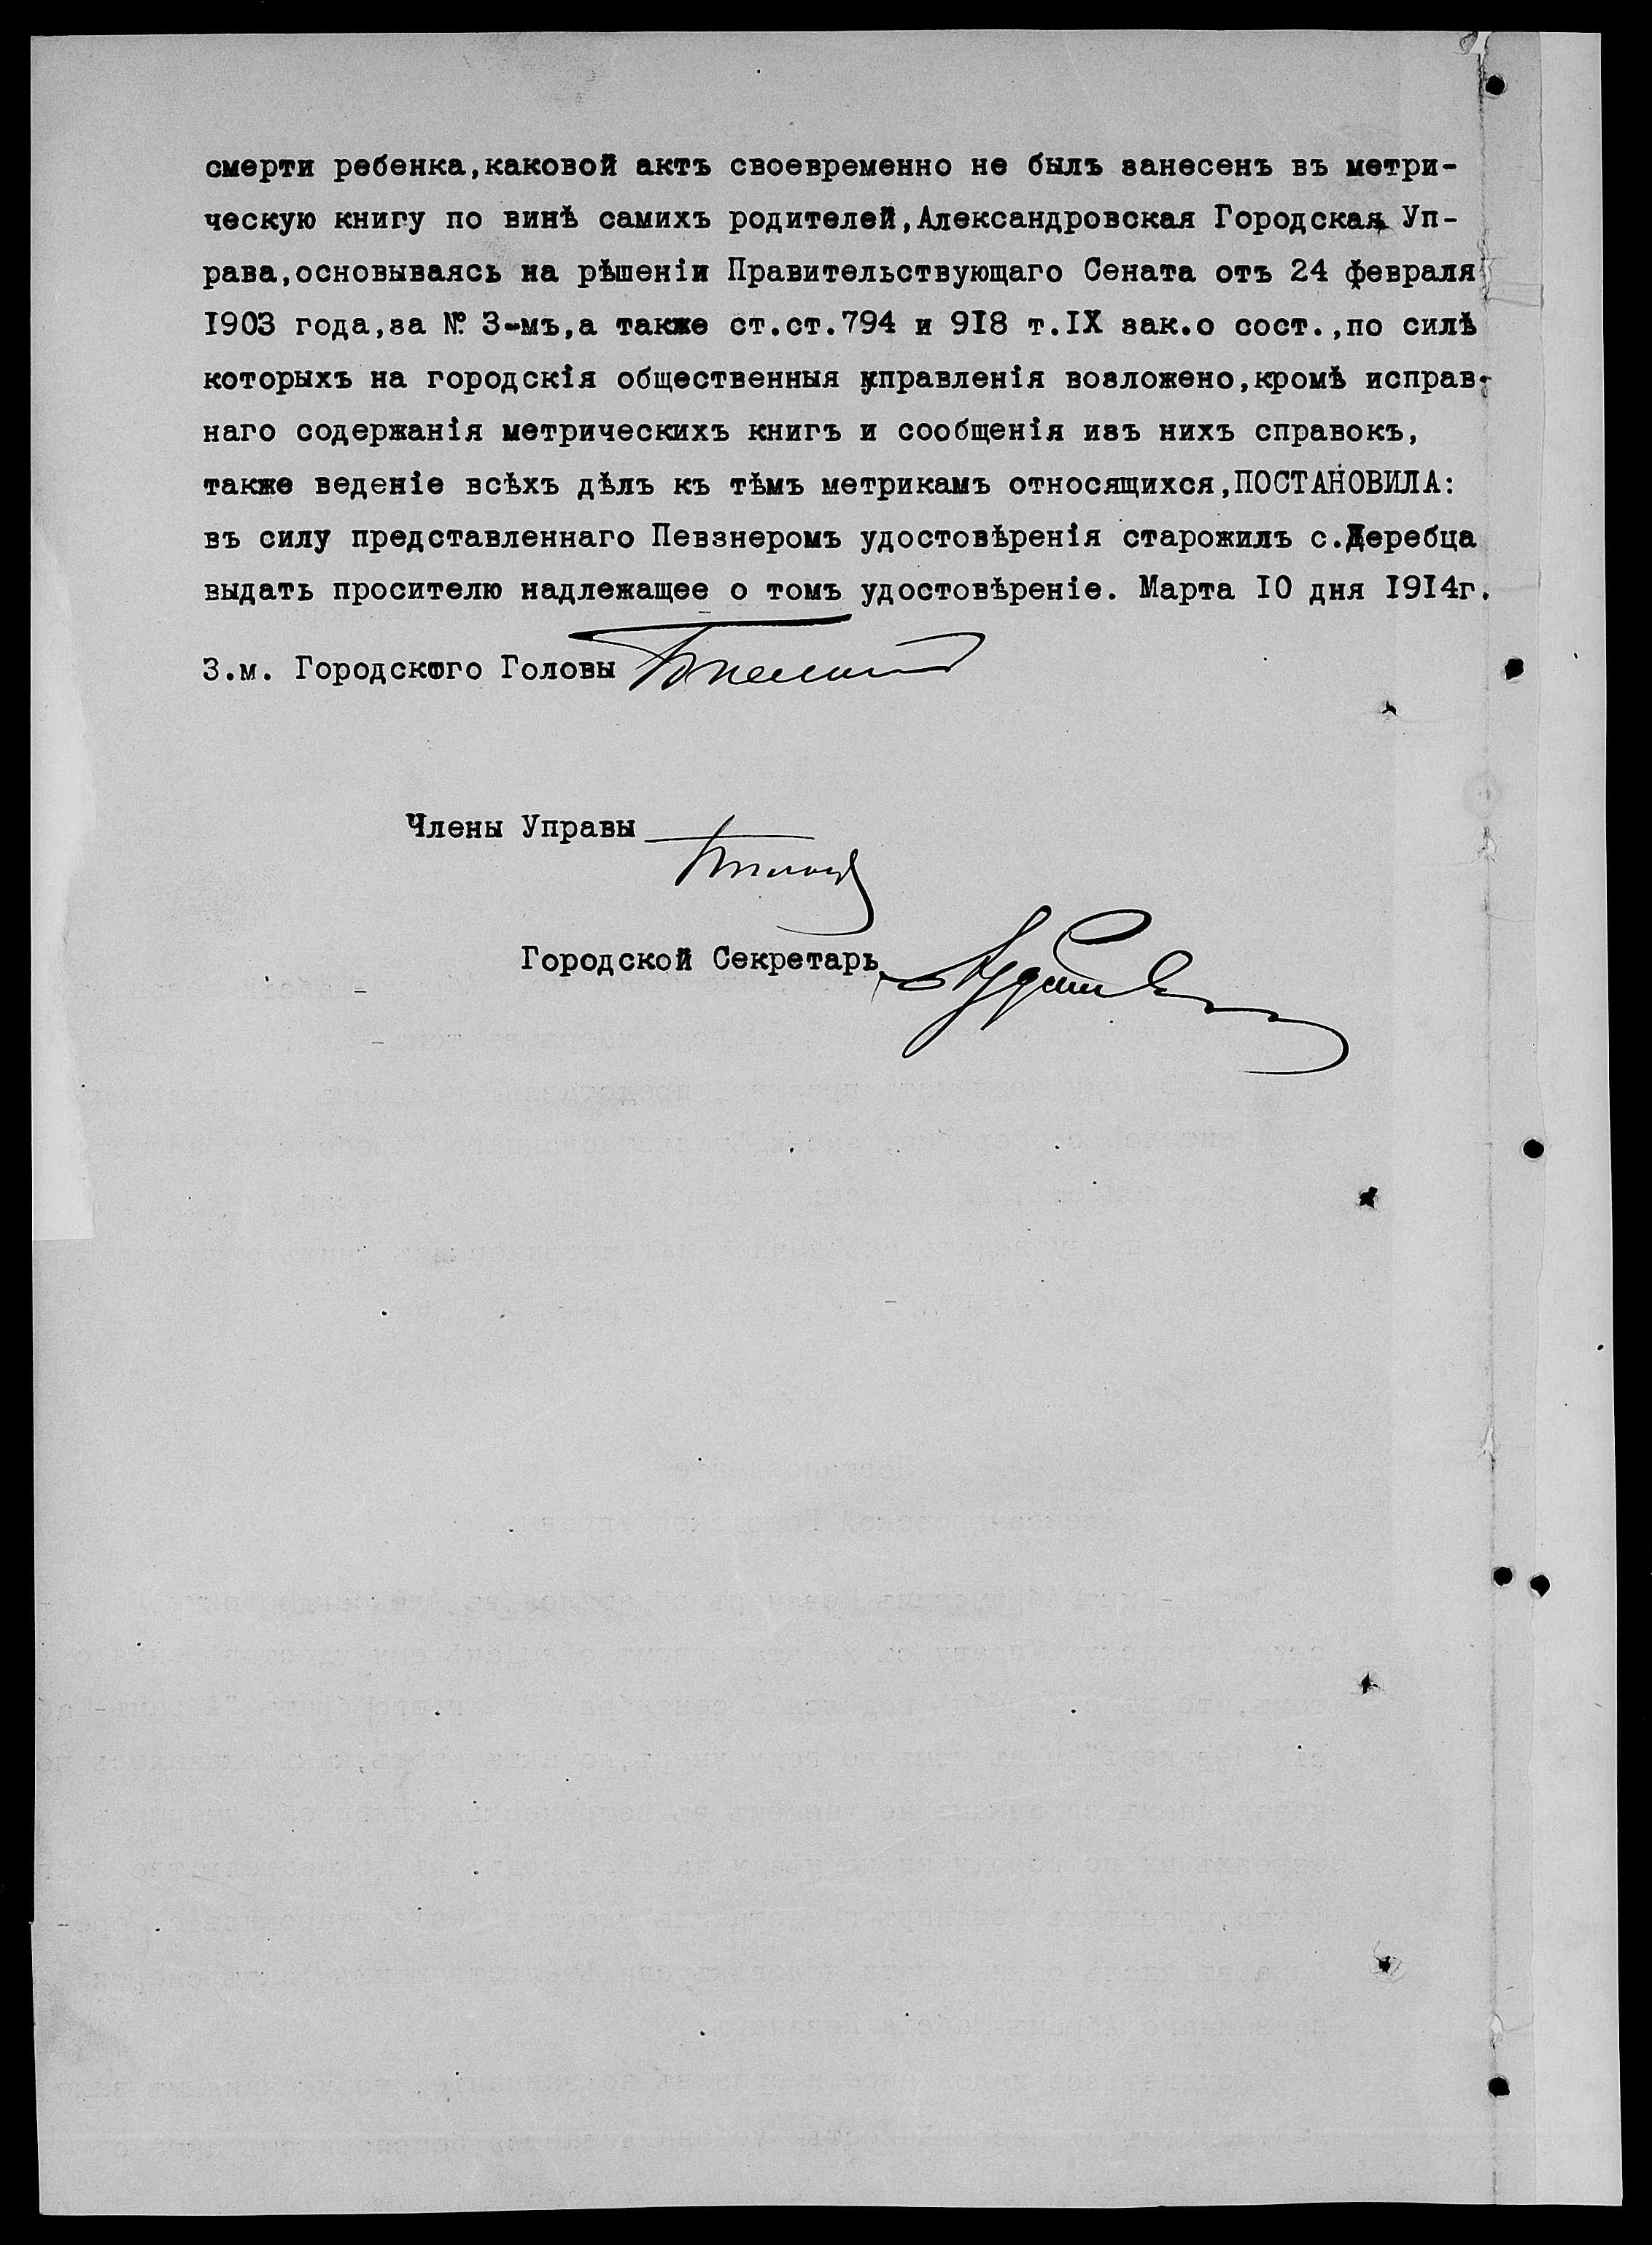 смерти ребенка,каковой актъ своевременно не былъ занесенъ въ метри-
ческую книгу по винѣ самихъ родителей,Александровская Городская Уп-
рава,основываясь на рѣшеніи Правительствующаго Сената отъ 24 февраля
1903 года,за № 3-мъ,а также ст.ст.794 и 918 т.IX зак.о сост.,по силѣ
которыхъ на городскія общественныя управленія возложено,кромѣ исправ-
наго содержанія метрическихъ книгъ и сообщенія изъ нихъ справокъ,
также веденіе всѣхъ дѣлъ къ тѣмъ метрикамъ относящихся,ПОСТАНОВИЛА:
въ силу представленнаго Певзнеромъ удостовѣренія старожилъ с.Деребца
выдать просителю надлежащее о томъ удостовѣреніе. Марта 10 дня 1914г.
З.м. Городского Головы
Члены Управы
Городской Секретарь